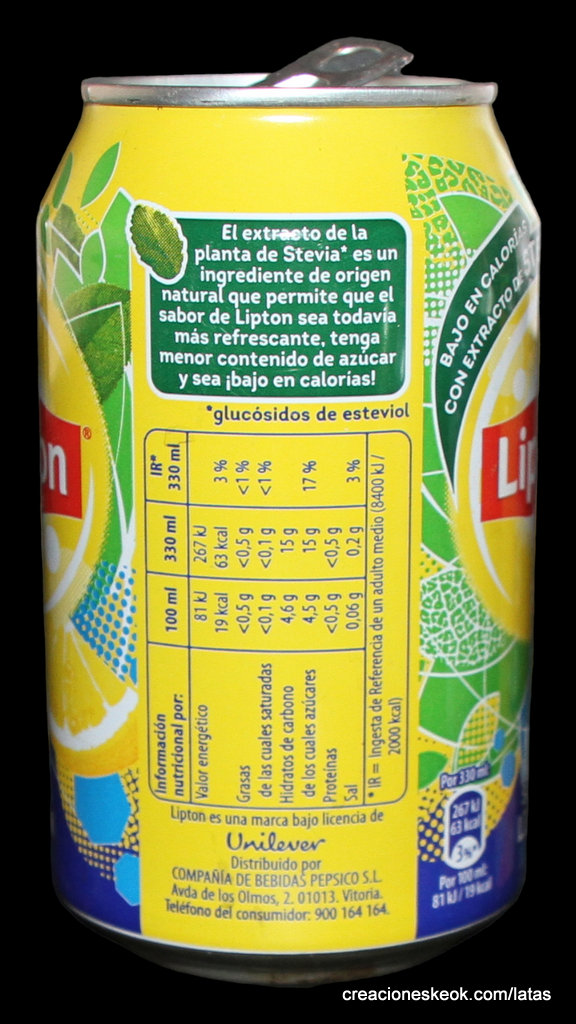 El extracto de la
planta de Stevia* es un
ingrediente de origen
natural que permite que el
sabor de Lipton sea todavía
más refrescante, tenga
menor contenido de azúcar
y sea ¡bajo en calorías!
*glucósidos de esteviol
Información nutricional por: 100 ml 330 ml IR* 330 ml
Valor energético 81 kJ 267 kJ
19 kcal 63 kcal 3 %
Grasas <0,5 g <0,5 g <1 %
de las cuales saturadas <0,1 g <0,1 g <1 %
Hidratos de carbono 4,6 g 15 g
de los cuales azúcares 4,5 g 15 g 17 %
Proteínas <0,5 g <0,5 g
Sal 0,06 g 0,2 g 3 %
* IR = Ingesta de Referencia de un adulto medio (8400 kJ /
2000 kcal)
Lipton es una marca bajo licencia de
Unilever
Distribuido por
COMPAÑÍA DE BEBIDAS PEPSICO S.L.
Avda de los Olmos, 2. 01013. Vitoria.
Teléfono del consumidor: 900 164 164.
on®
BAJO EN CALORÍAS
CON EXTRACTO DE ST
Lip
Por 330 ml:
267 kJ
63 kcal
3%*
Por 100 ml:
81 kJ / 19 kcal
creacioneskeok.com/latas